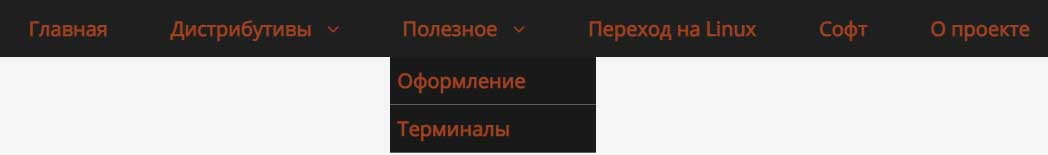 Главная Дистрибутивы Полезное Переход на Linux Софт О проекте
Оформление
Терминалы